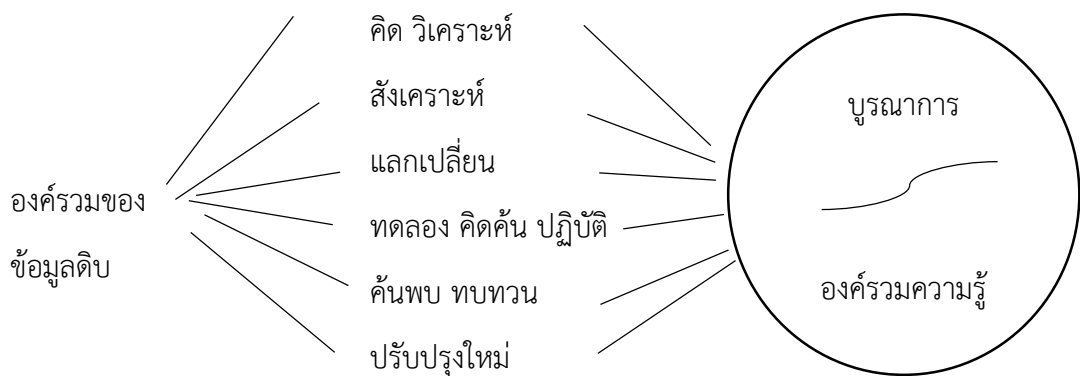 องค์รวมของ
ข้อมูลดิบ
คิด วิเคราะห์
สังเคราะห์
แลกเปลี่ยน
ทดลอง คิดค้น ปฏิบัติ
ค้นพบ ทบทวน
ปรับปรุงใหม่
บูรณาการ
องค์รวมความรู้